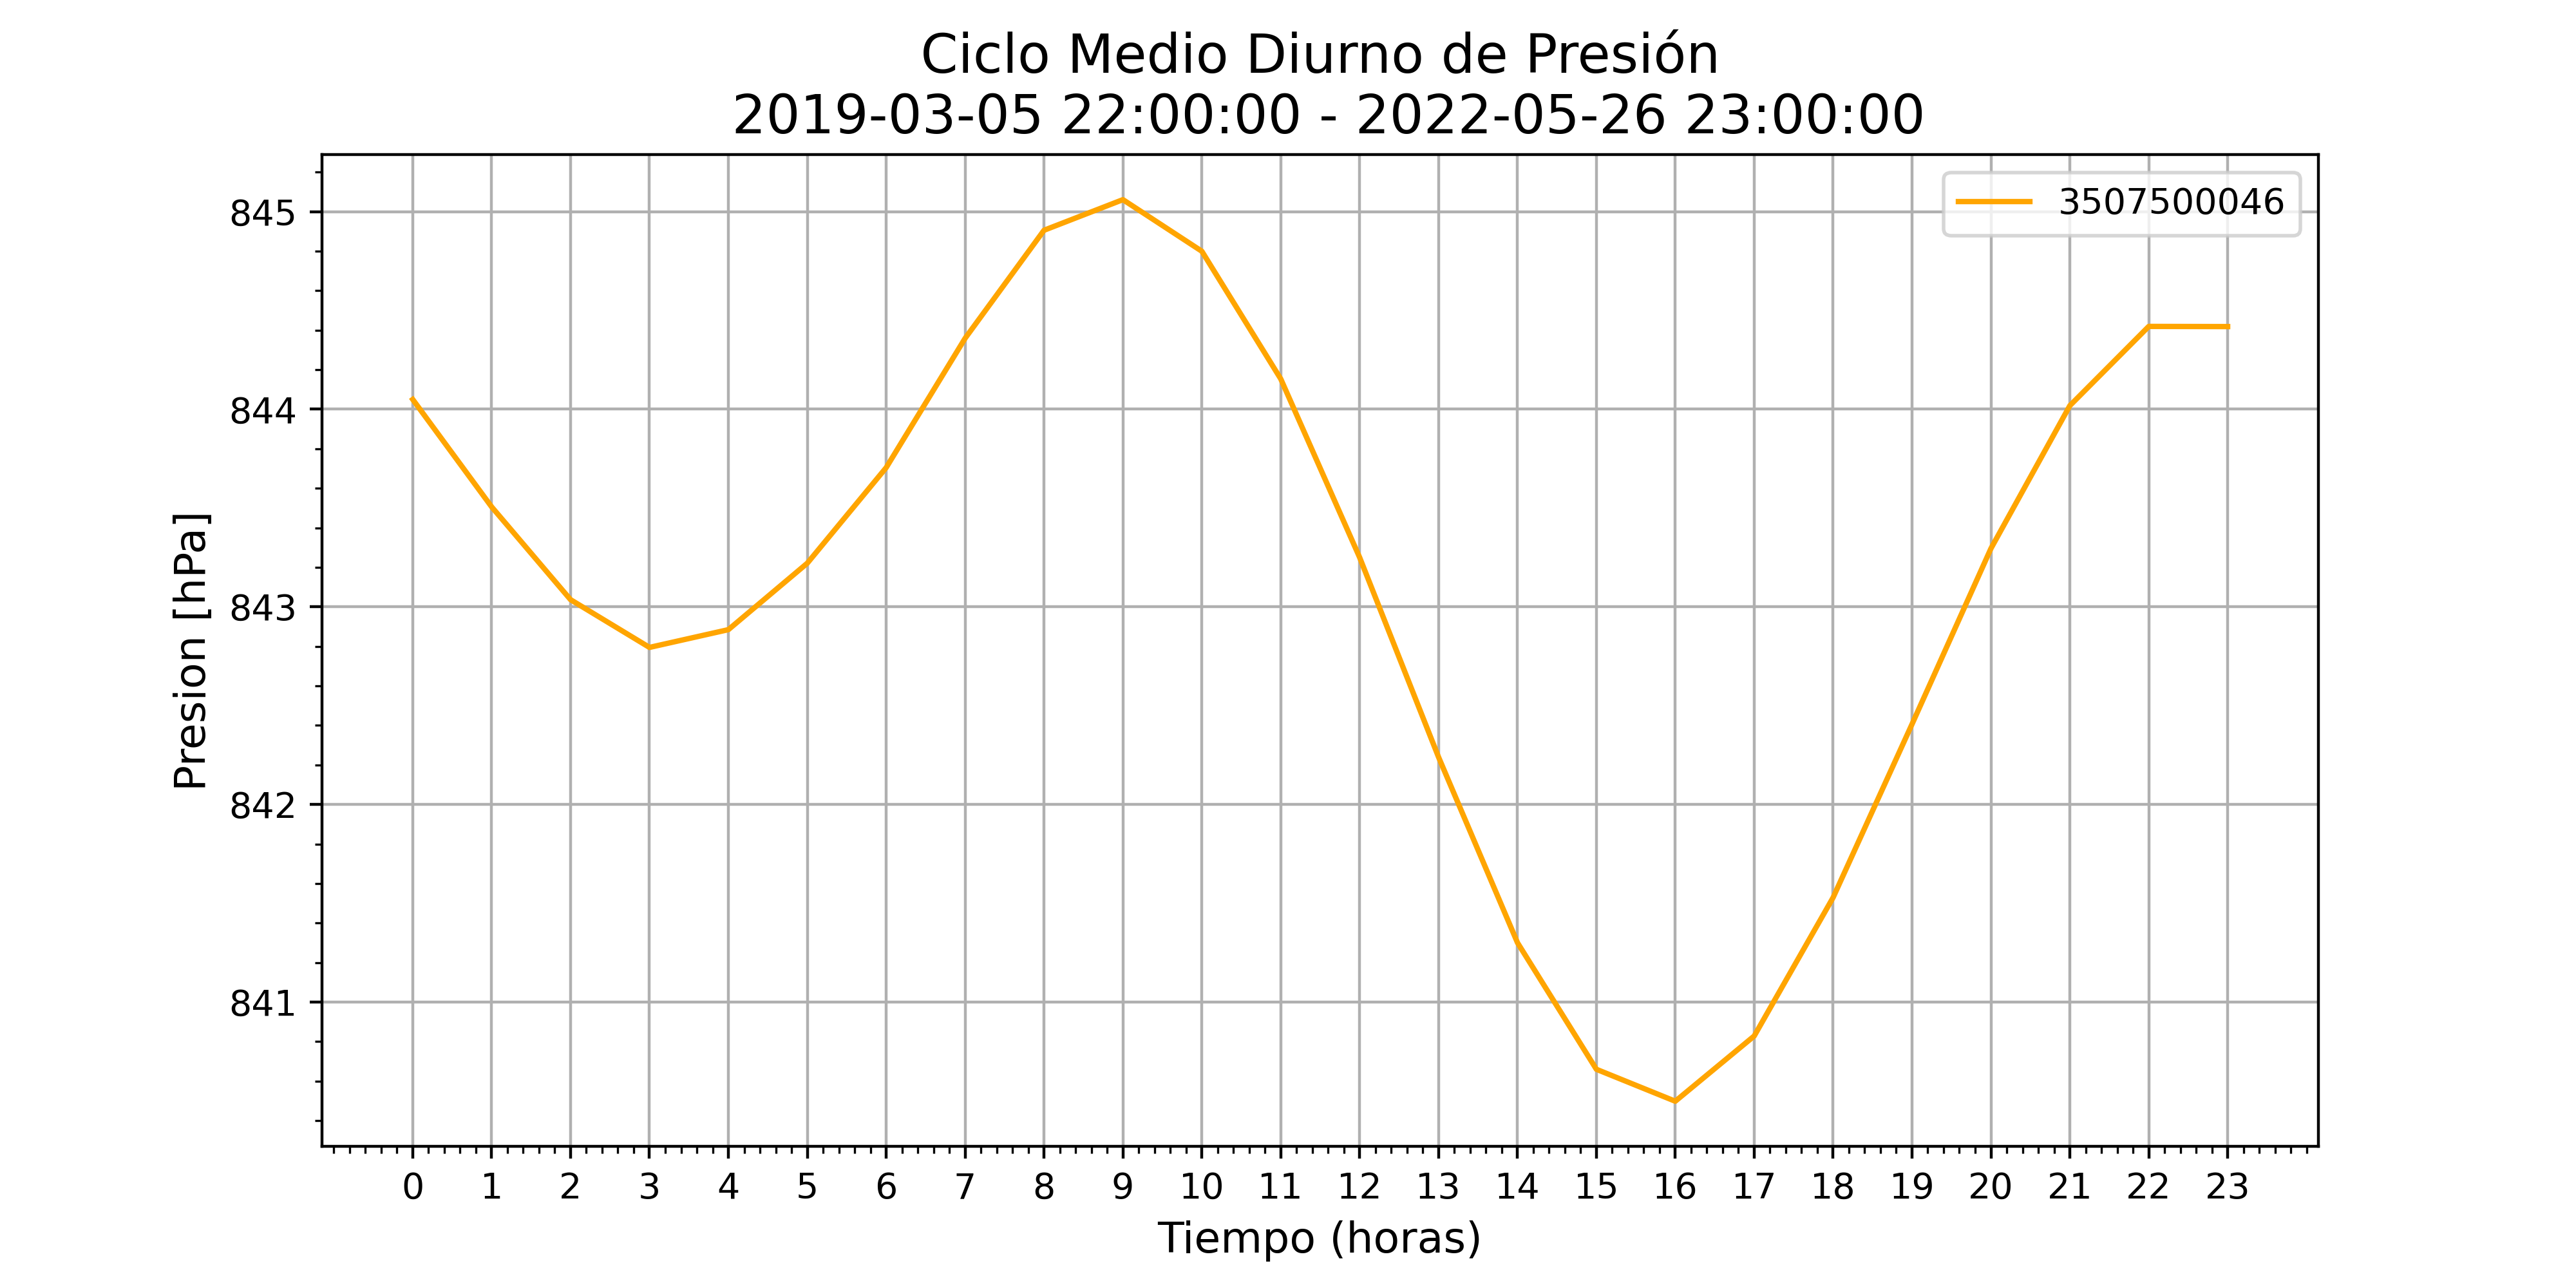 Ciclo Medio Diurno de Presión
2019-03-05 22:00:00 - 2022-05-26 23:00:00
3507500046
845
844
843
842
841
Presion [hPa]
0 1 2 3 4 5 6 7 8 9 10 11 12 13 14 15 16 17 18 19 20 21 22 23
Tiempo (horas)